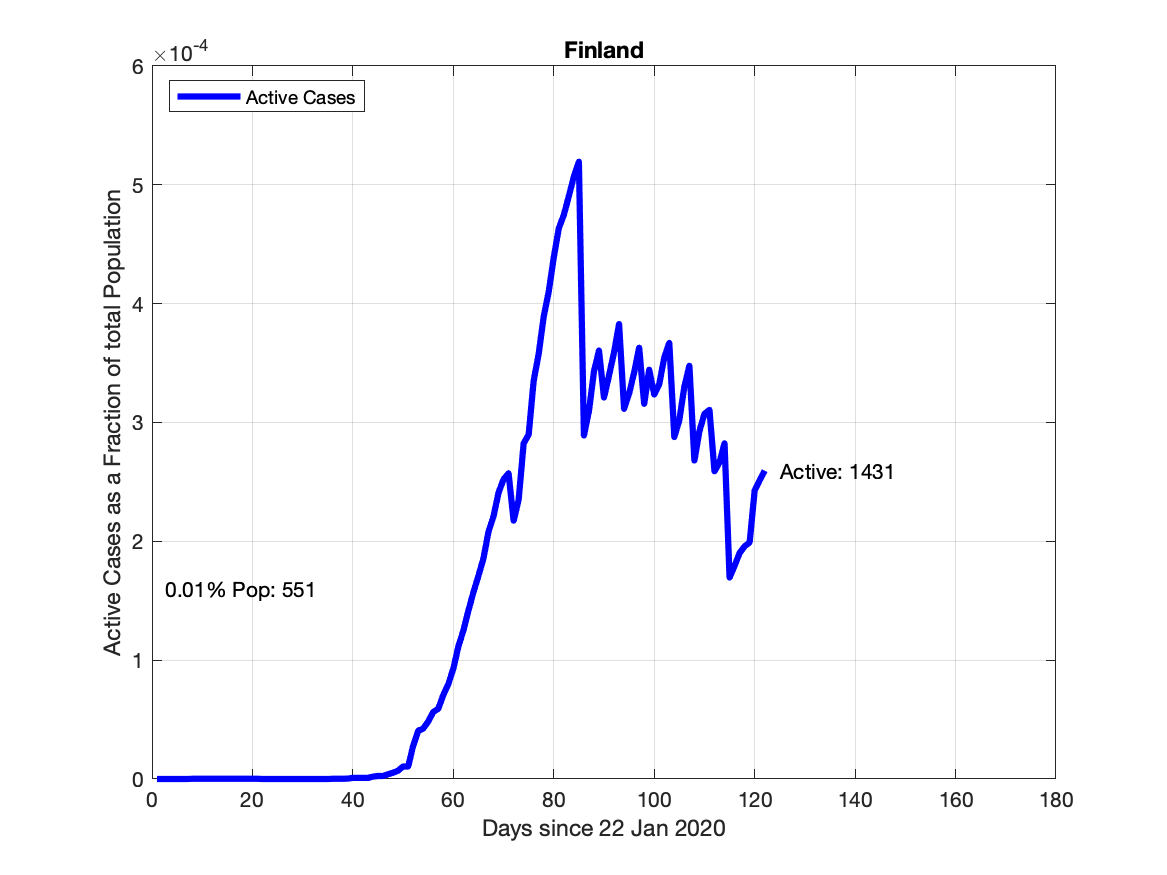 Finland
×10-4
6
5
4
3
2
1
0
Active Cases
Active Cases as a Fraction of total Population
0.01% Pop: 551
Active: 1431
0 20 40 60 80 100 120 140 160 180
Days since 22 Jan 2020